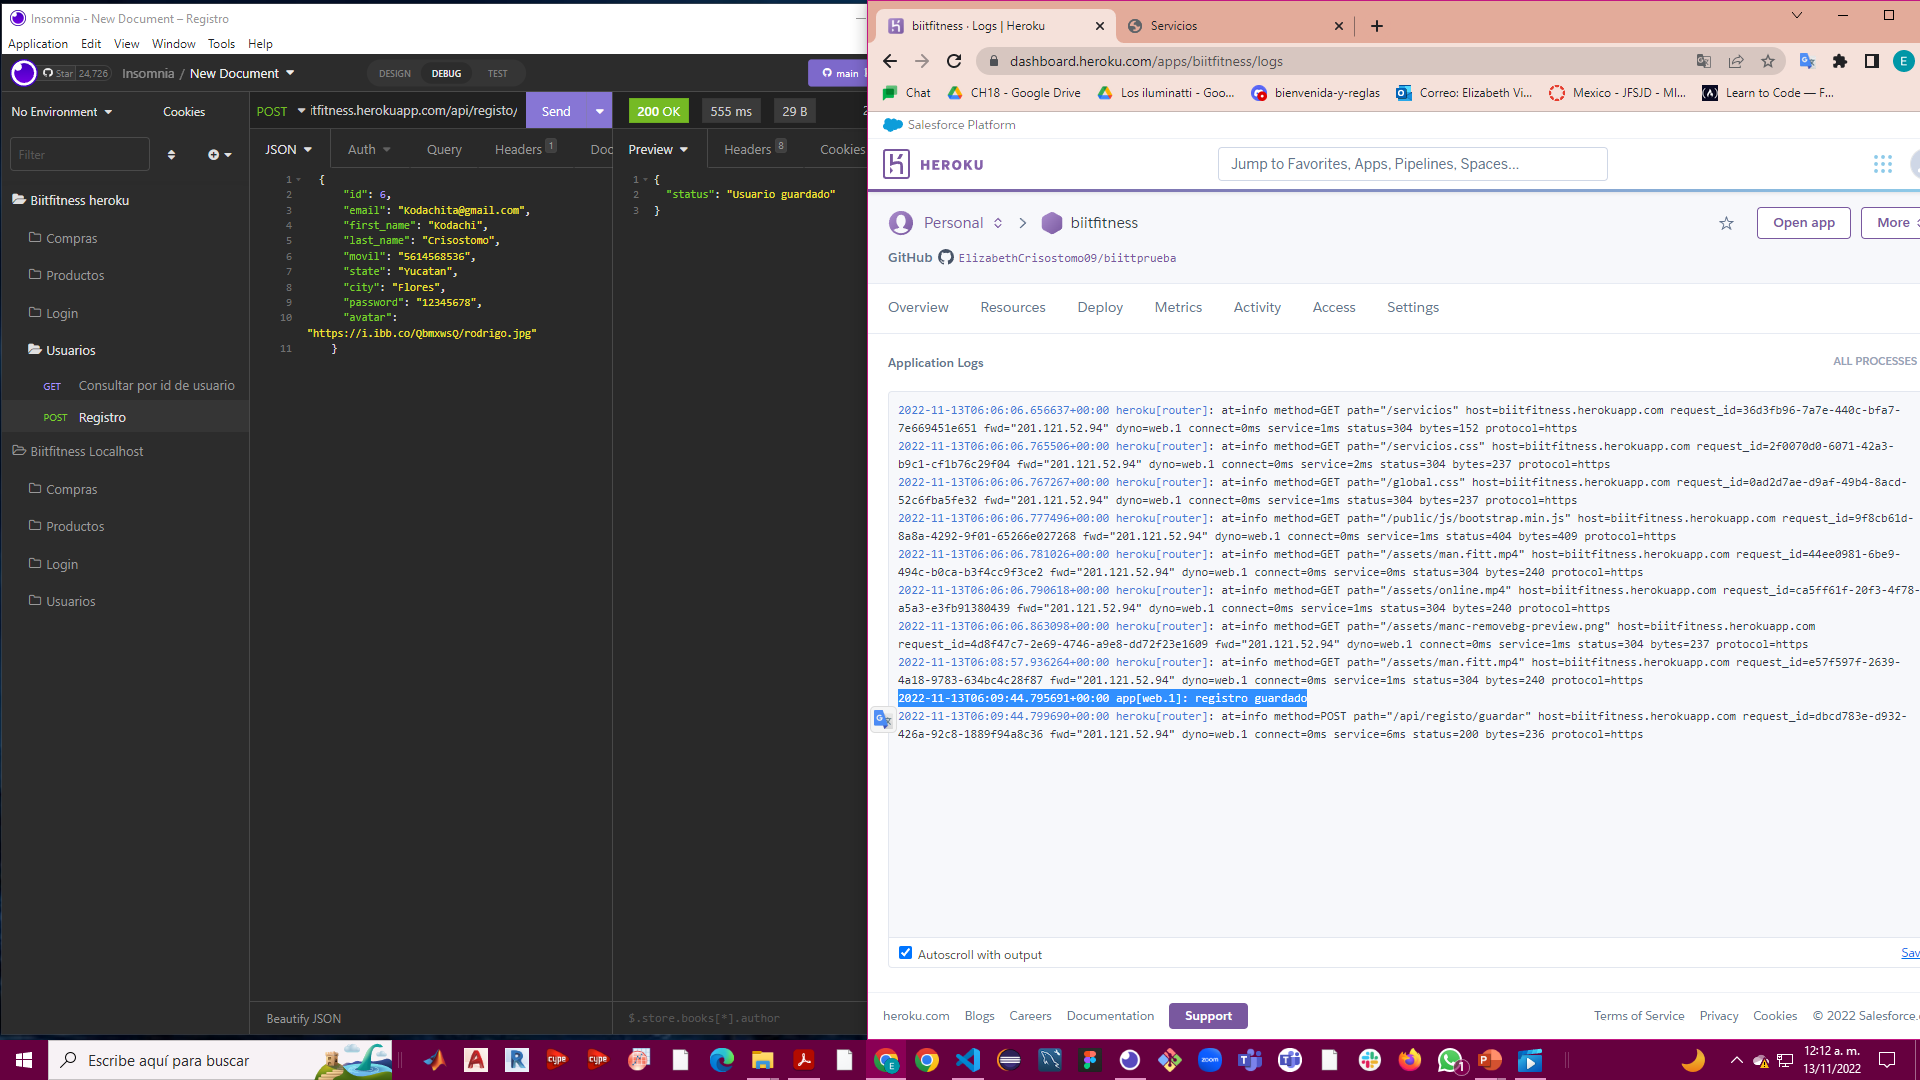 Insomnia - New Document – Registro
Application Edit View Window Tools Help
Star 24,726
Insomnia / New Document
DESIGN DEBUG TEST
main
No Environment
Cookies
Filter
Biitfitness heroku
Compras
Productos
Login
Usuarios
GET Consultar por id de usuario
POST Registro
Biitfitness Localhost
Compras
Productos
Login
Usuarios
POST itfitness.herokuapp.com/api/registo/ Send
JSON Auth Query Headers 1 Doc
1 {
2 "id": 6,
3 "email": "Kodachita@gmail.com",
4 "first_name": "Kodachi",
5 "last_name": "Crisostomo",
6 "movil": "5614568536",
7 "state": "Yucatan",
8 "city": "Flores",
9 "password": "12345678",
10 "avatar":
"https://i.ibb.co/QbmxwsQ/rodrigo.jpg"
11 }
Beautify JSON
200 OK 555 ms 29 B 2
Preview Headers 8 Cookies
1 {
2 "status": "Usuario guardado"
3 }
$.store.books[*].author
biitfitness · Logs | Heroku
Servicios
dashboard.heroku.com/apps/biitfitness/logs
E
Chat CH18 - Google Drive Los iluminatti - Goo... bienvenida-y-reglas Correo: Elizabeth Vi... Mexico - JFSJD - MI... Learn to Code — F...
Salesforce Platform
HEROKU
Jump to Favorites, Apps, Pipelines, Spaces...
Personal > biitfitness
Open app More
GitHub ElizabethCrisostomo09/biittprueba
Overview Resources Deploy Metrics Activity Access Settings
Application Logs
ALL PROCESSES
2022-11-13T06:06:06.656637+00:00 heroku[router]: at=info method=GET path="/servicios" host=biitfitness.herokuapp.com request_id=36d3fb96-7a7e-440c-bfa7-
7e669451e651 fwd="201.121.52.94" dyno=web.1 connect=0ms service=1ms status=304 bytes=152 protocol=https
2022-11-13T06:06:06.765506+00:00 heroku[router]: at=info method=GET path="/servicios.css" host=biitfitness.herokuapp.com request_id=2f0070d0-6071-42a3-
b9c1-cf1b76c29f04 fwd="201.121.52.94" dyno=web.1 connect=0ms service=2ms status=304 bytes=237 protocol=https
2022-11-13T06:06:06.767267+00:00 heroku[router]: at=info method=GET path="/global.css" host=biitfitness.herokuapp.com request_id=0ad2d7ae-d9af-49b4-8acd-
52c6fba5fe32 fwd="201.121.52.94" dyno=web.1 connect=0ms service=1ms status=304 bytes=237 protocol=https
2022-11-13T06:06:06.777496+00:00 heroku[router]: at=info method=GET path="/public/js/bootstrap.min.js" host=biitfitness.herokuapp.com request_id=9f8cb61d-
8a8a-4292-9f01-65266e027268 fwd="201.121.52.94" dyno=web.1 connect=0ms service=1ms status=404 bytes=409 protocol=https
2022-11-13T06:06:06.781026+00:00 heroku[router]: at=info method=GET path="/assets/man.fitt.mp4" host=biitfitness.herokuapp.com request_id=44ee0981-6be9-
494c-b0ca-b3f4cc9f3ce2 fwd="201.121.52.94" dyno=web.1 connect=0ms service=0ms status=304 bytes=240 protocol=https
2022-11-13T06:06:06.790618+00:00 heroku[router]: at=info method=GET path="/assets/online.mp4" host=biitfitness.herokuapp.com request_id=ca5ff61f-20f3-4f78-
a5a3-e3fb91380439 fwd="201.121.52.94" dyno=web.1 connect=0ms service=1ms status=304 bytes=240 protocol=https
2022-11-13T06:06:06.863098+00:00 heroku[router]: at=info method=GET path="/assets/manc-removebg-preview.png" host=biitfitness.herokuapp.com
request_id=4d8f47c7-2e69-4746-a9e8-dd72f23e1609 fwd="201.121.52.94" dyno=web.1 connect=0ms service=1ms status=304 bytes=237 protocol=https
2022-11-13T06:08:57.936264+00:00 heroku[router]: at=info method=GET path="/assets/man.fitt.mp4" host=biitfitness.herokuapp.com request_id=e57f597f-2639-
4a18-9783-634bc4c28f87 fwd="201.121.52.94" dyno=web.1 connect=0ms service=1ms status=304 bytes=240 protocol=https
2022-11-13T06:09:44.795691+00:00 app[web.1]: registro guardado
2022-11-13T06:09:44.799690+00:00 heroku[router]: at=info method=POST path="/api/registo/guardar" host=biitfitness.herokuapp.com request_id=dbcd783e-d932-
426a-92c8-1889f94a8c36 fwd="201.121.52.94" dyno=web.1 connect=0ms service=6ms status=200 bytes=236 protocol=https
Autoscroll with output
Sav
heroku.com Blogs Careers Documentation Support
Terms of Service Privacy Cookies © 2022 Salesforce.c
Escribe aquí para buscar
12:12 a. m.
13/11/2022